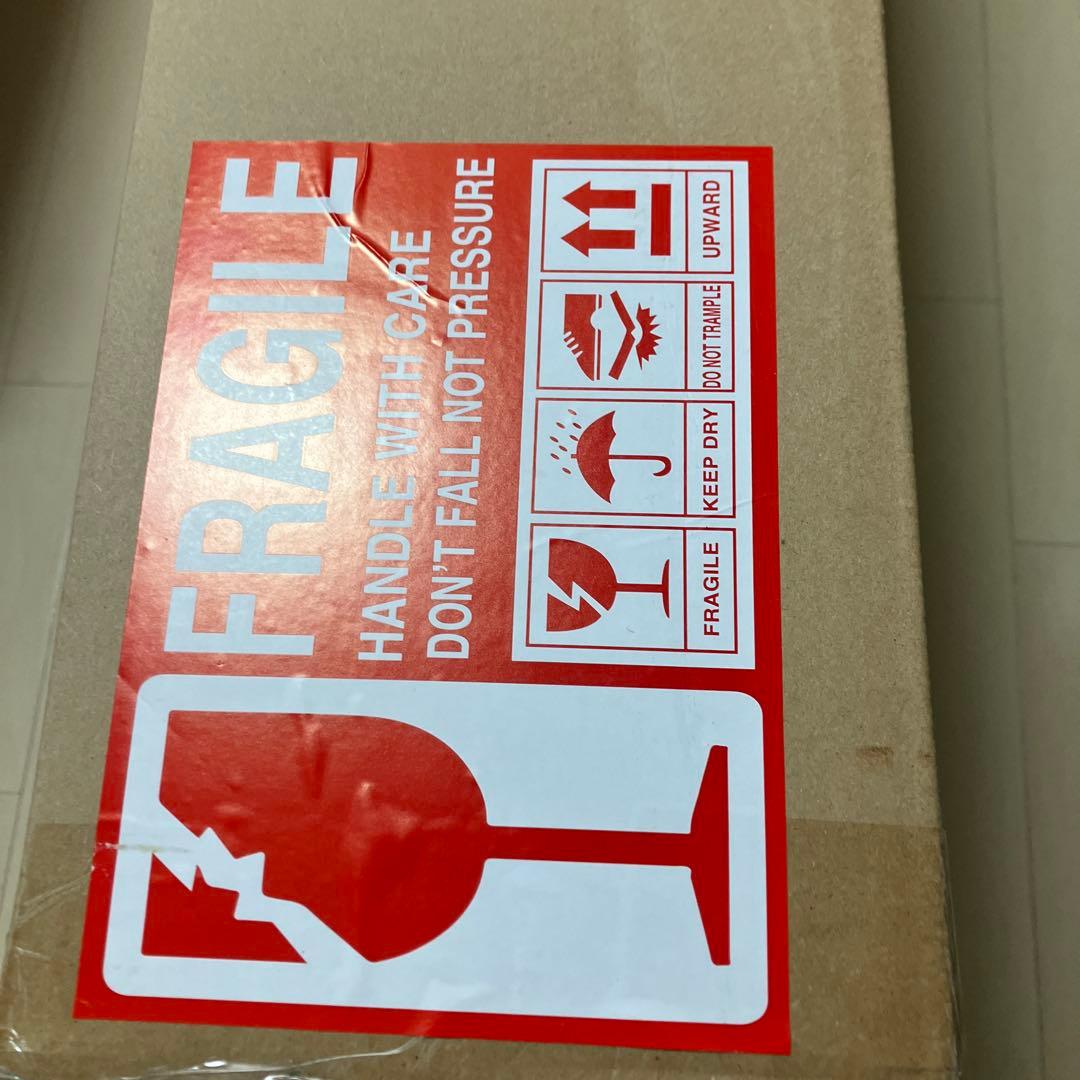 FRAGILE
HANDLE WITH CARE
DON'T FALL NOT PRESSURE
FRAGILE
KEEP DRY
DO NOT TRAMPLE
UPWARD